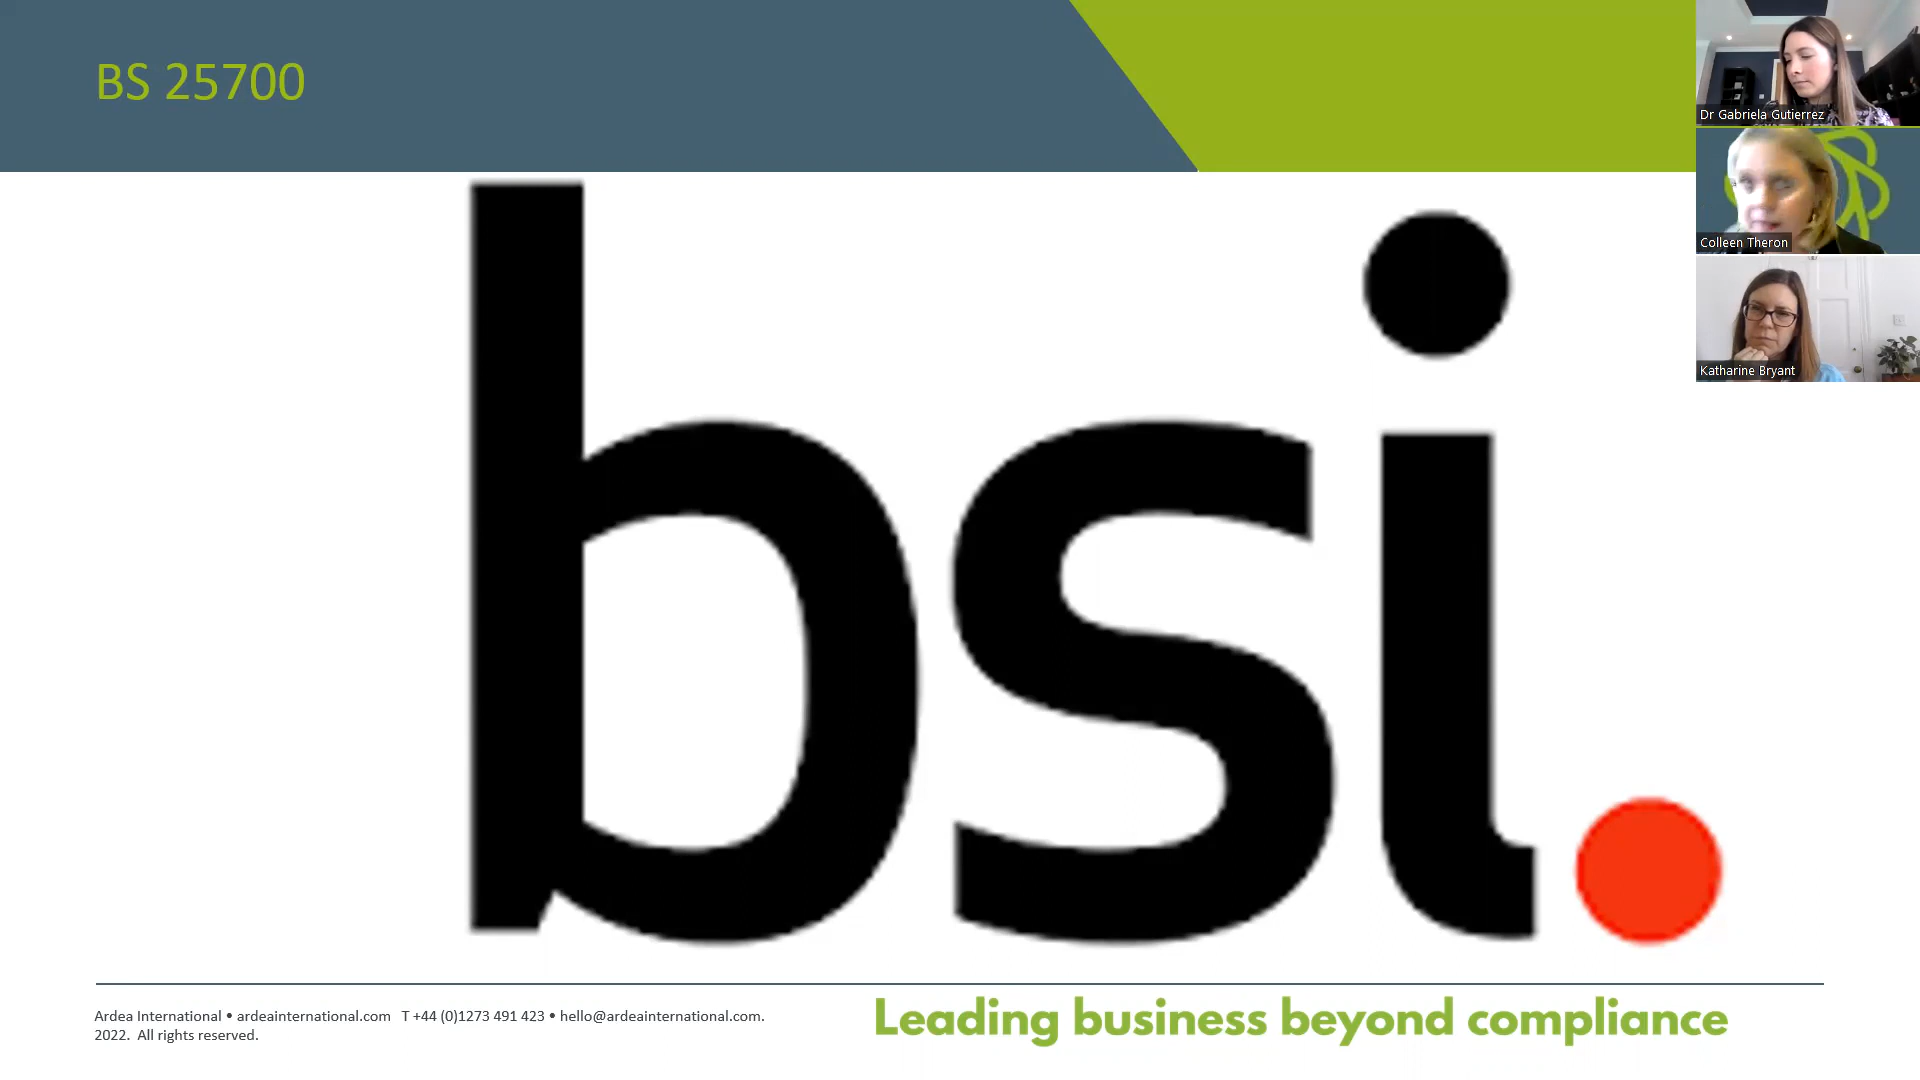 BS 25700
Dr Gabriela Gutierrez
Colleen Theron
Katharine Bryant
bsi.
Ardea International • ardeainternational.com T +44 (0)1273 491 423 • hello@ardeainternational.com.
2022. All rights reserved.
Leading business beyond compliance